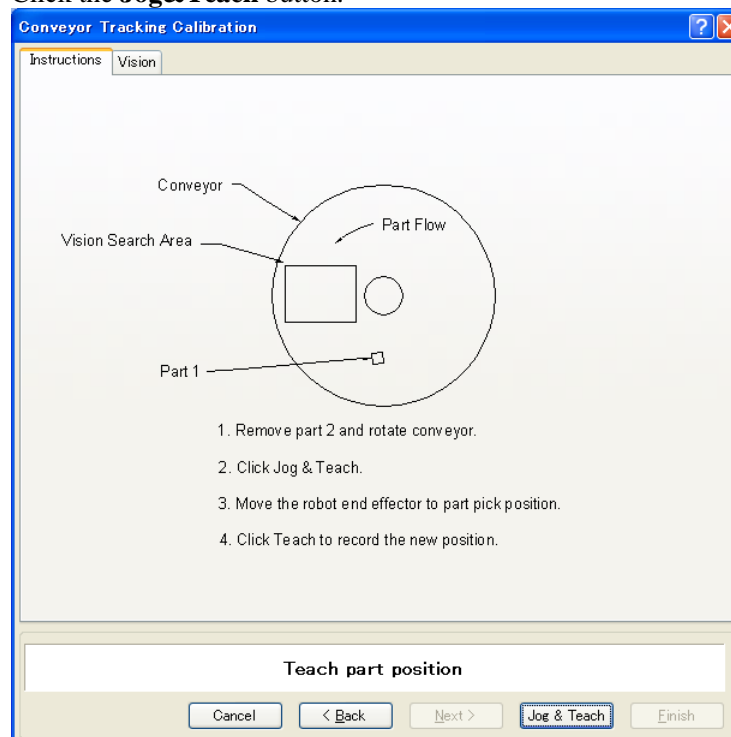 Click the Jog&Teach button.
Conveyor Tracking Calibration
Instructions Vision
Conveyor
Part Flow
Vision Search Area
Part 1
1. Remove part 2 and rotate conveyor.
2. Click Jog & Teach.
3. Move the robot end effector to part pick position.
4. Click Teach to record the new position.
Teach part position
Cancel < Back Next > Jog & Teach Finish